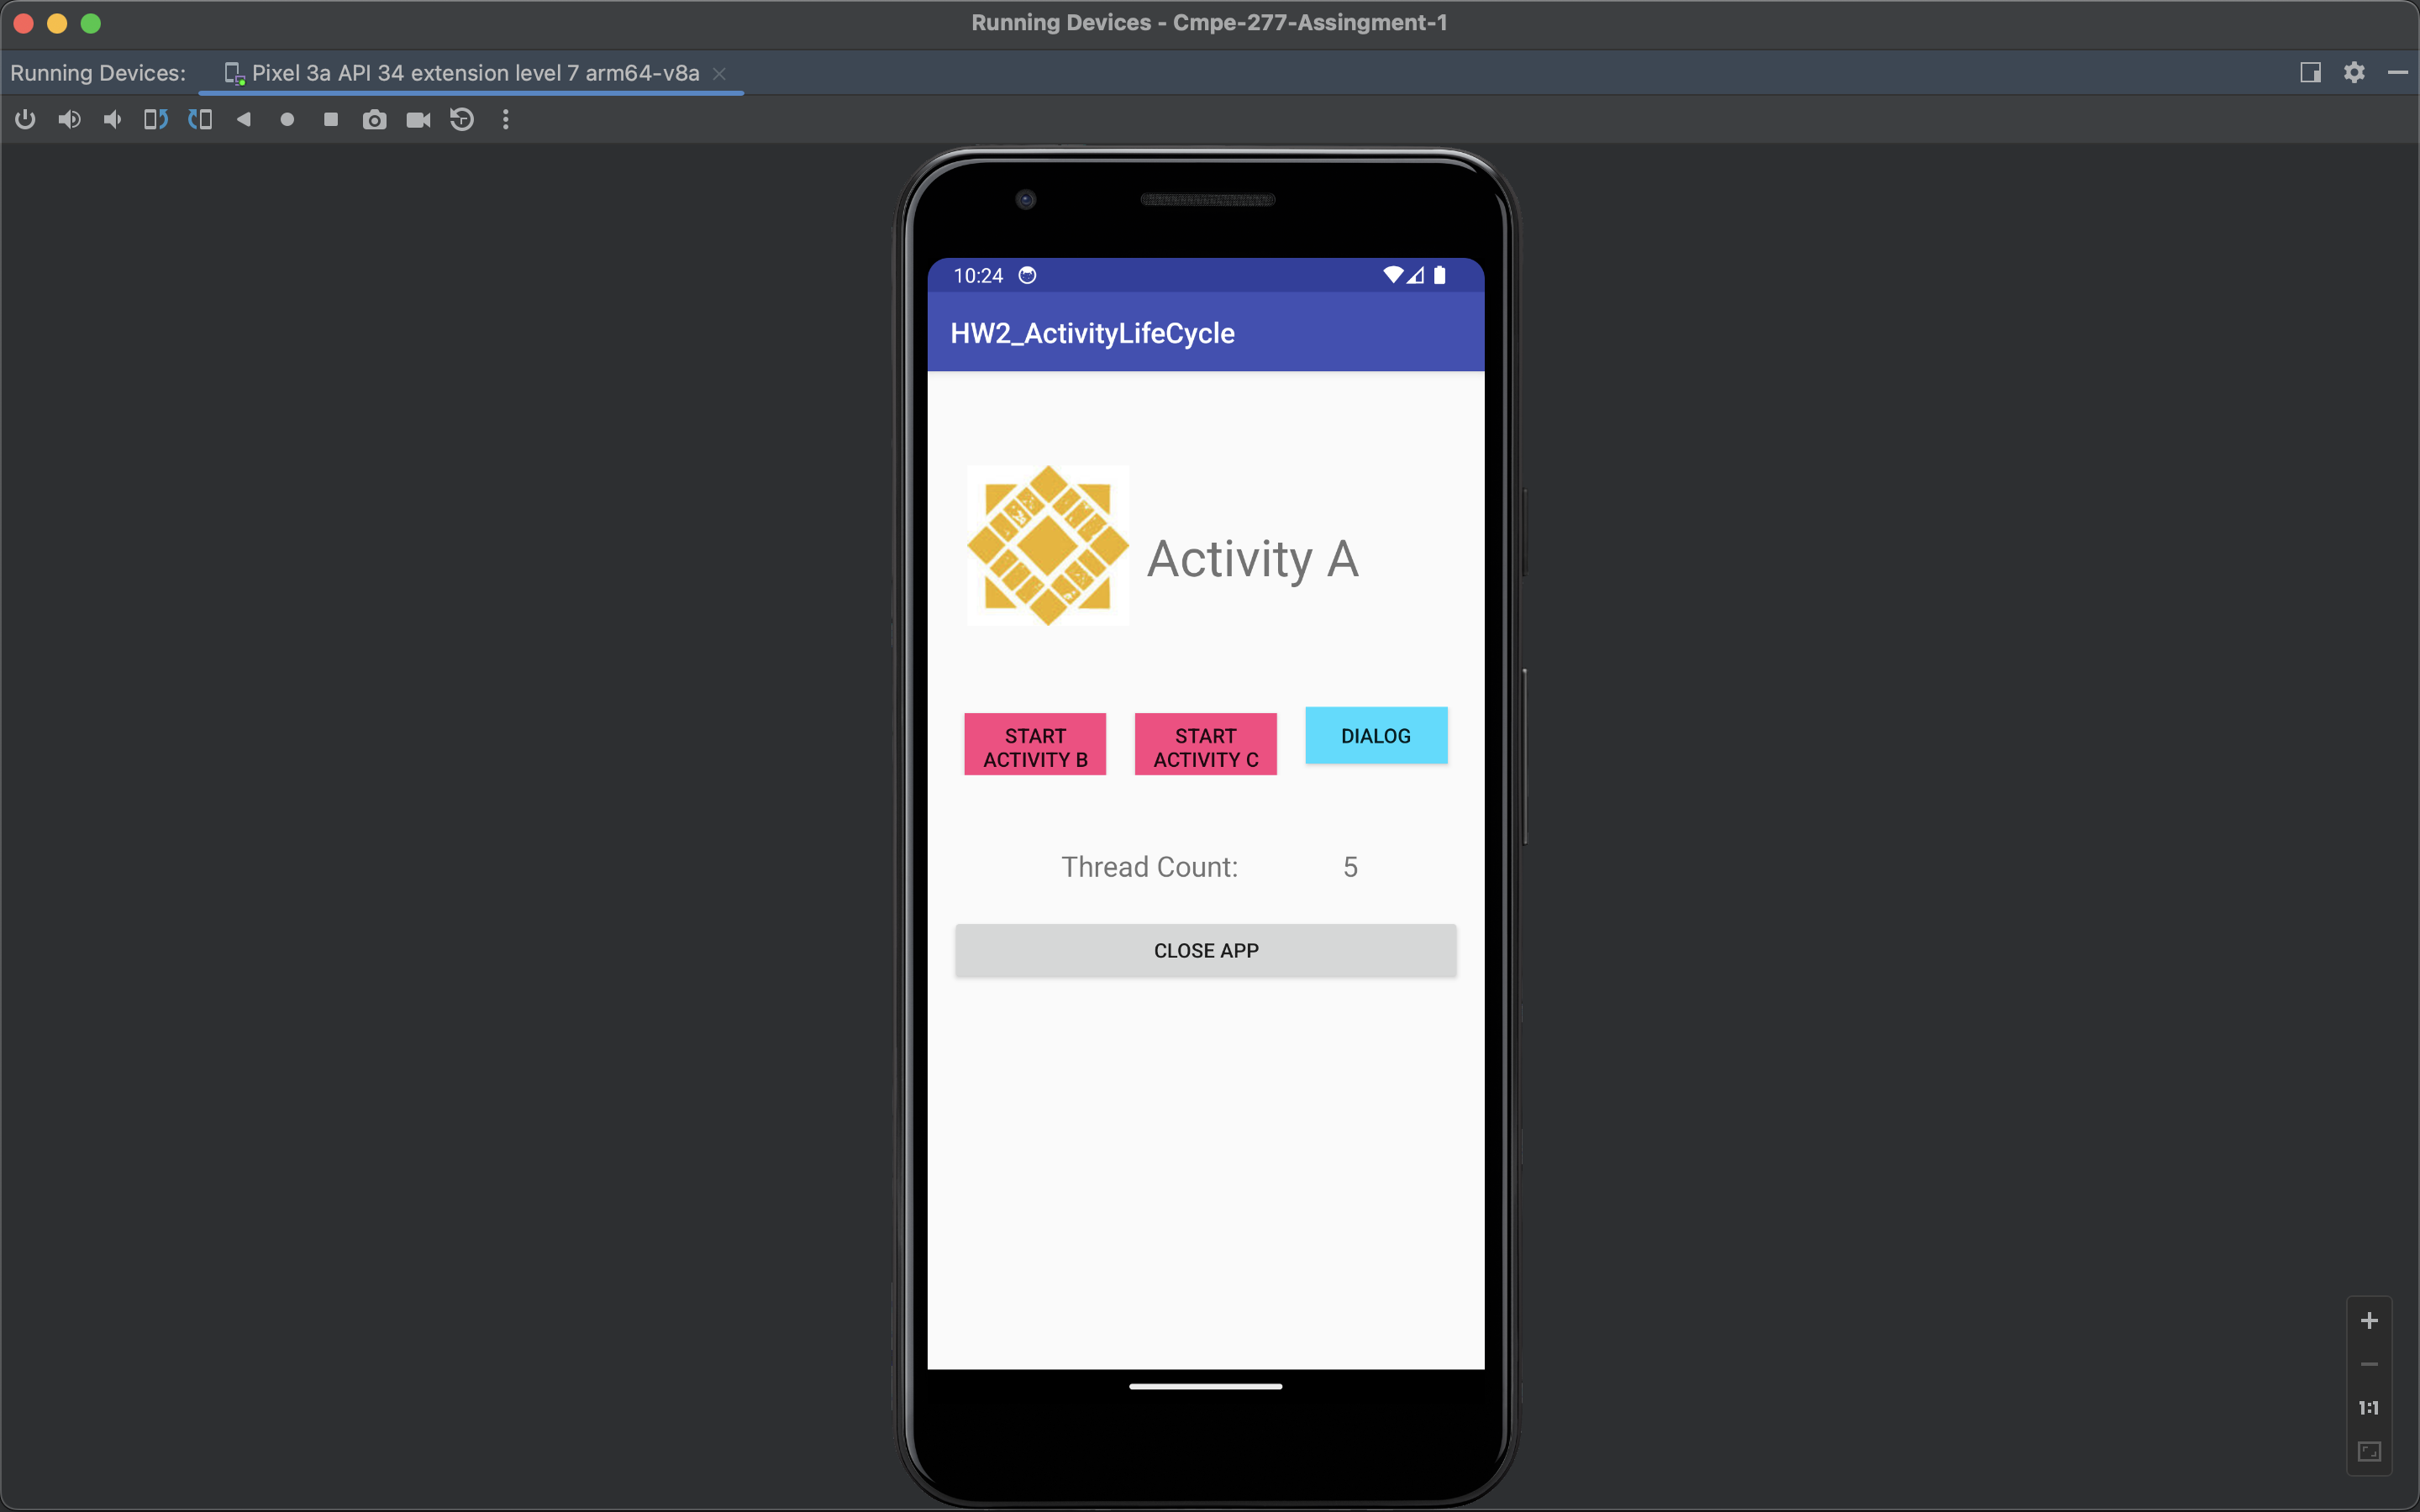 Running Devices - Cmpe-277-Assingment-1
Running Devices:
Pixel 3a API 34 extension level 7 arm64-v8a
10:24
HW2_ActivityLifeCycle
Activity A
START
ACTIVITY B
START
ACTIVITY C
DIALOG
Thread Count: 5
CLOSE APP
1:1